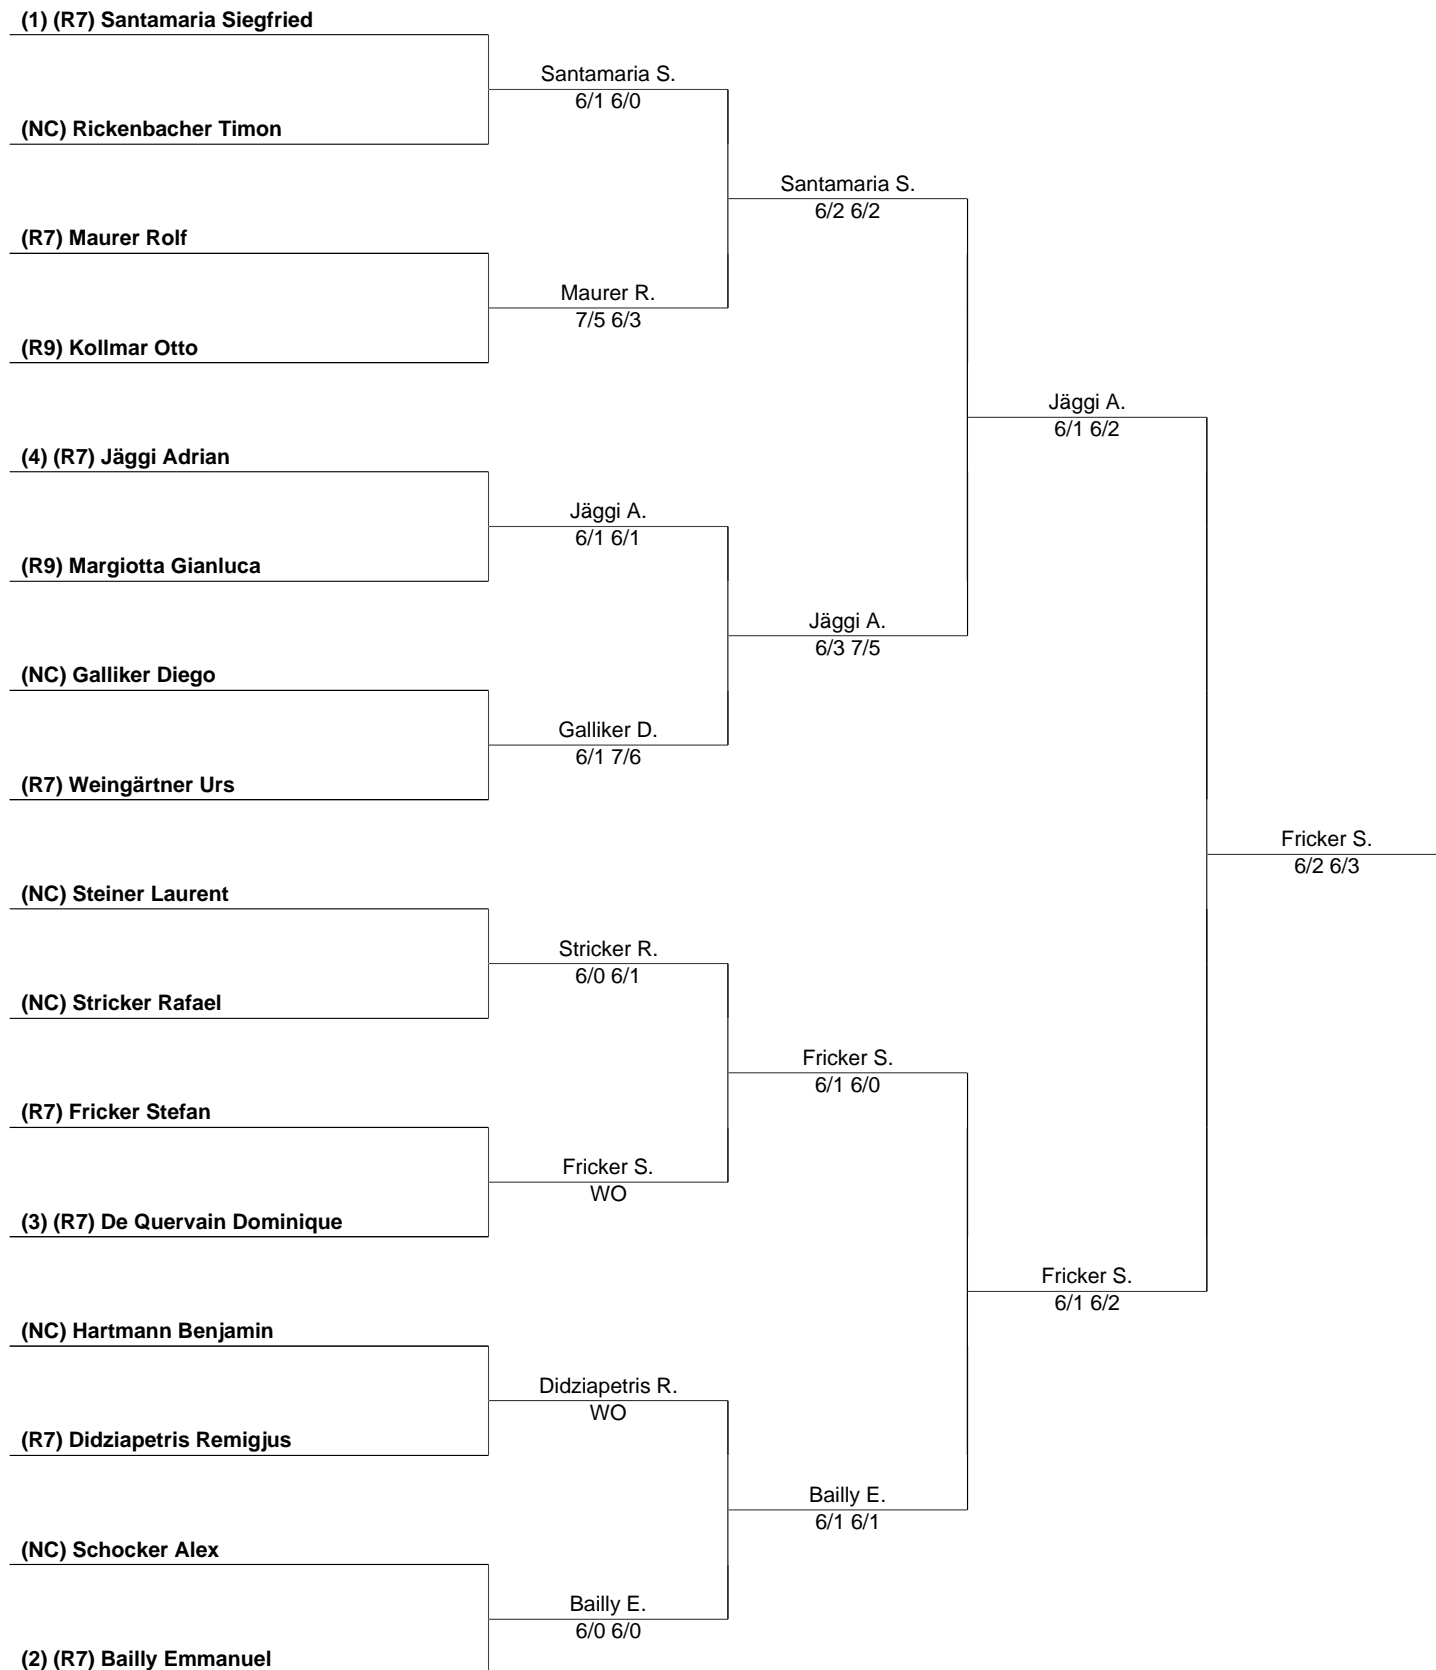 (1) (R7) Santamaria Siegfried
Santamaria S.
6/1 6/0
(NC) Rickenbacher Timon
Santamaria S.
6/2 6/2
(R7) Maurer Rolf
Maurer R.
7/5 6/3
(R9) Kollmar Otto
Jäggi A.
6/1 6/2
(4) (R7) Jäggi Adrian
Jäggi A.
6/1 6/1
(R9) Margiotta Gianluca
Jäggi A.
6/3 7/5
(NC) Galliker Diego
Galliker D.
6/1 7/6
(R7) Weingärtner Urs
Fricker S.
6/2 6/3
(NC) Steiner Laurent
Stricker R.
6/0 6/1
(NC) Stricker Rafael
Fricker S.
6/1 6/0
(R7) Fricker Stefan
Fricker S.
WO
(3) (R7) De Quervain Dominique
Fricker S.
6/1 6/2
(NC) Hartmann Benjamin
Didziapetris R.
WO
(R7) Didziapetris Remigjus
Bailly E.
6/1 6/1
(NC) Schocker Alex
Bailly E.
6/0 6/0
(2) (R7) Bailly Emmanuel